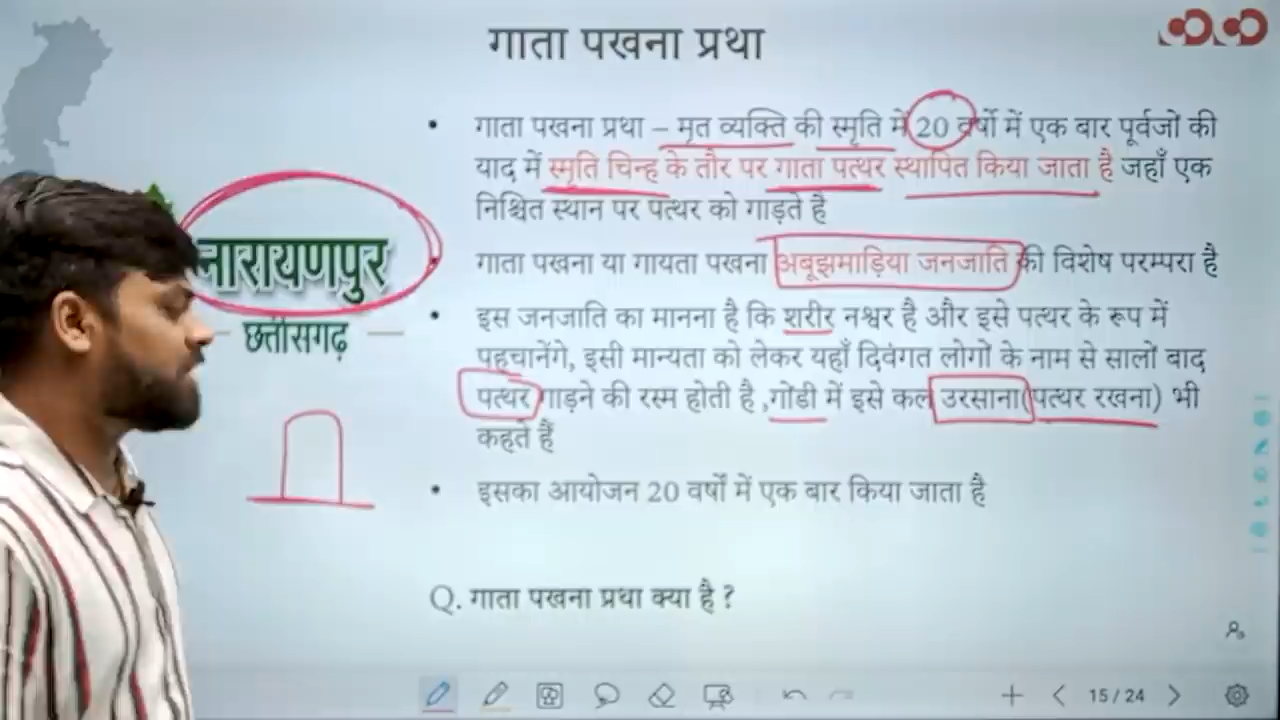 गाता पखना प्रथा
• गाता पखना प्रथा – मृत व्यक्ति की स्मृति में 20 वर्षो में एक बार पूर्वजों की
याद में स्मृति चिन्ह के तौर पर गाता पत्थर स्थापित किया जाता है जहाँ एक
निश्चित स्थान पर पत्थर को गाड़ते है
नारायणपुर
छत्तीसगढ़
• गाता पखना या गायता पखना अबूझमाड़िया जनजाति की विशेष परम्परा है
• इस जनजाति का मानना है कि शरीर नश्वर है और इसे पत्थर के रूप में
पहचानेंगे, इसी मान्यता को लेकर यहाँ दिवंगत लोगों के नाम से सालों बाद
पत्थर गाड़ने की रस्म होती है ,गोंडी में इसे कल उरसाना(पत्थर रखना) भी
कहते हैं
• इसका आयोजन 20 वर्षों में एक बार किया जाता है
Q. गाता पखना प्रथा क्या है ?
15/24